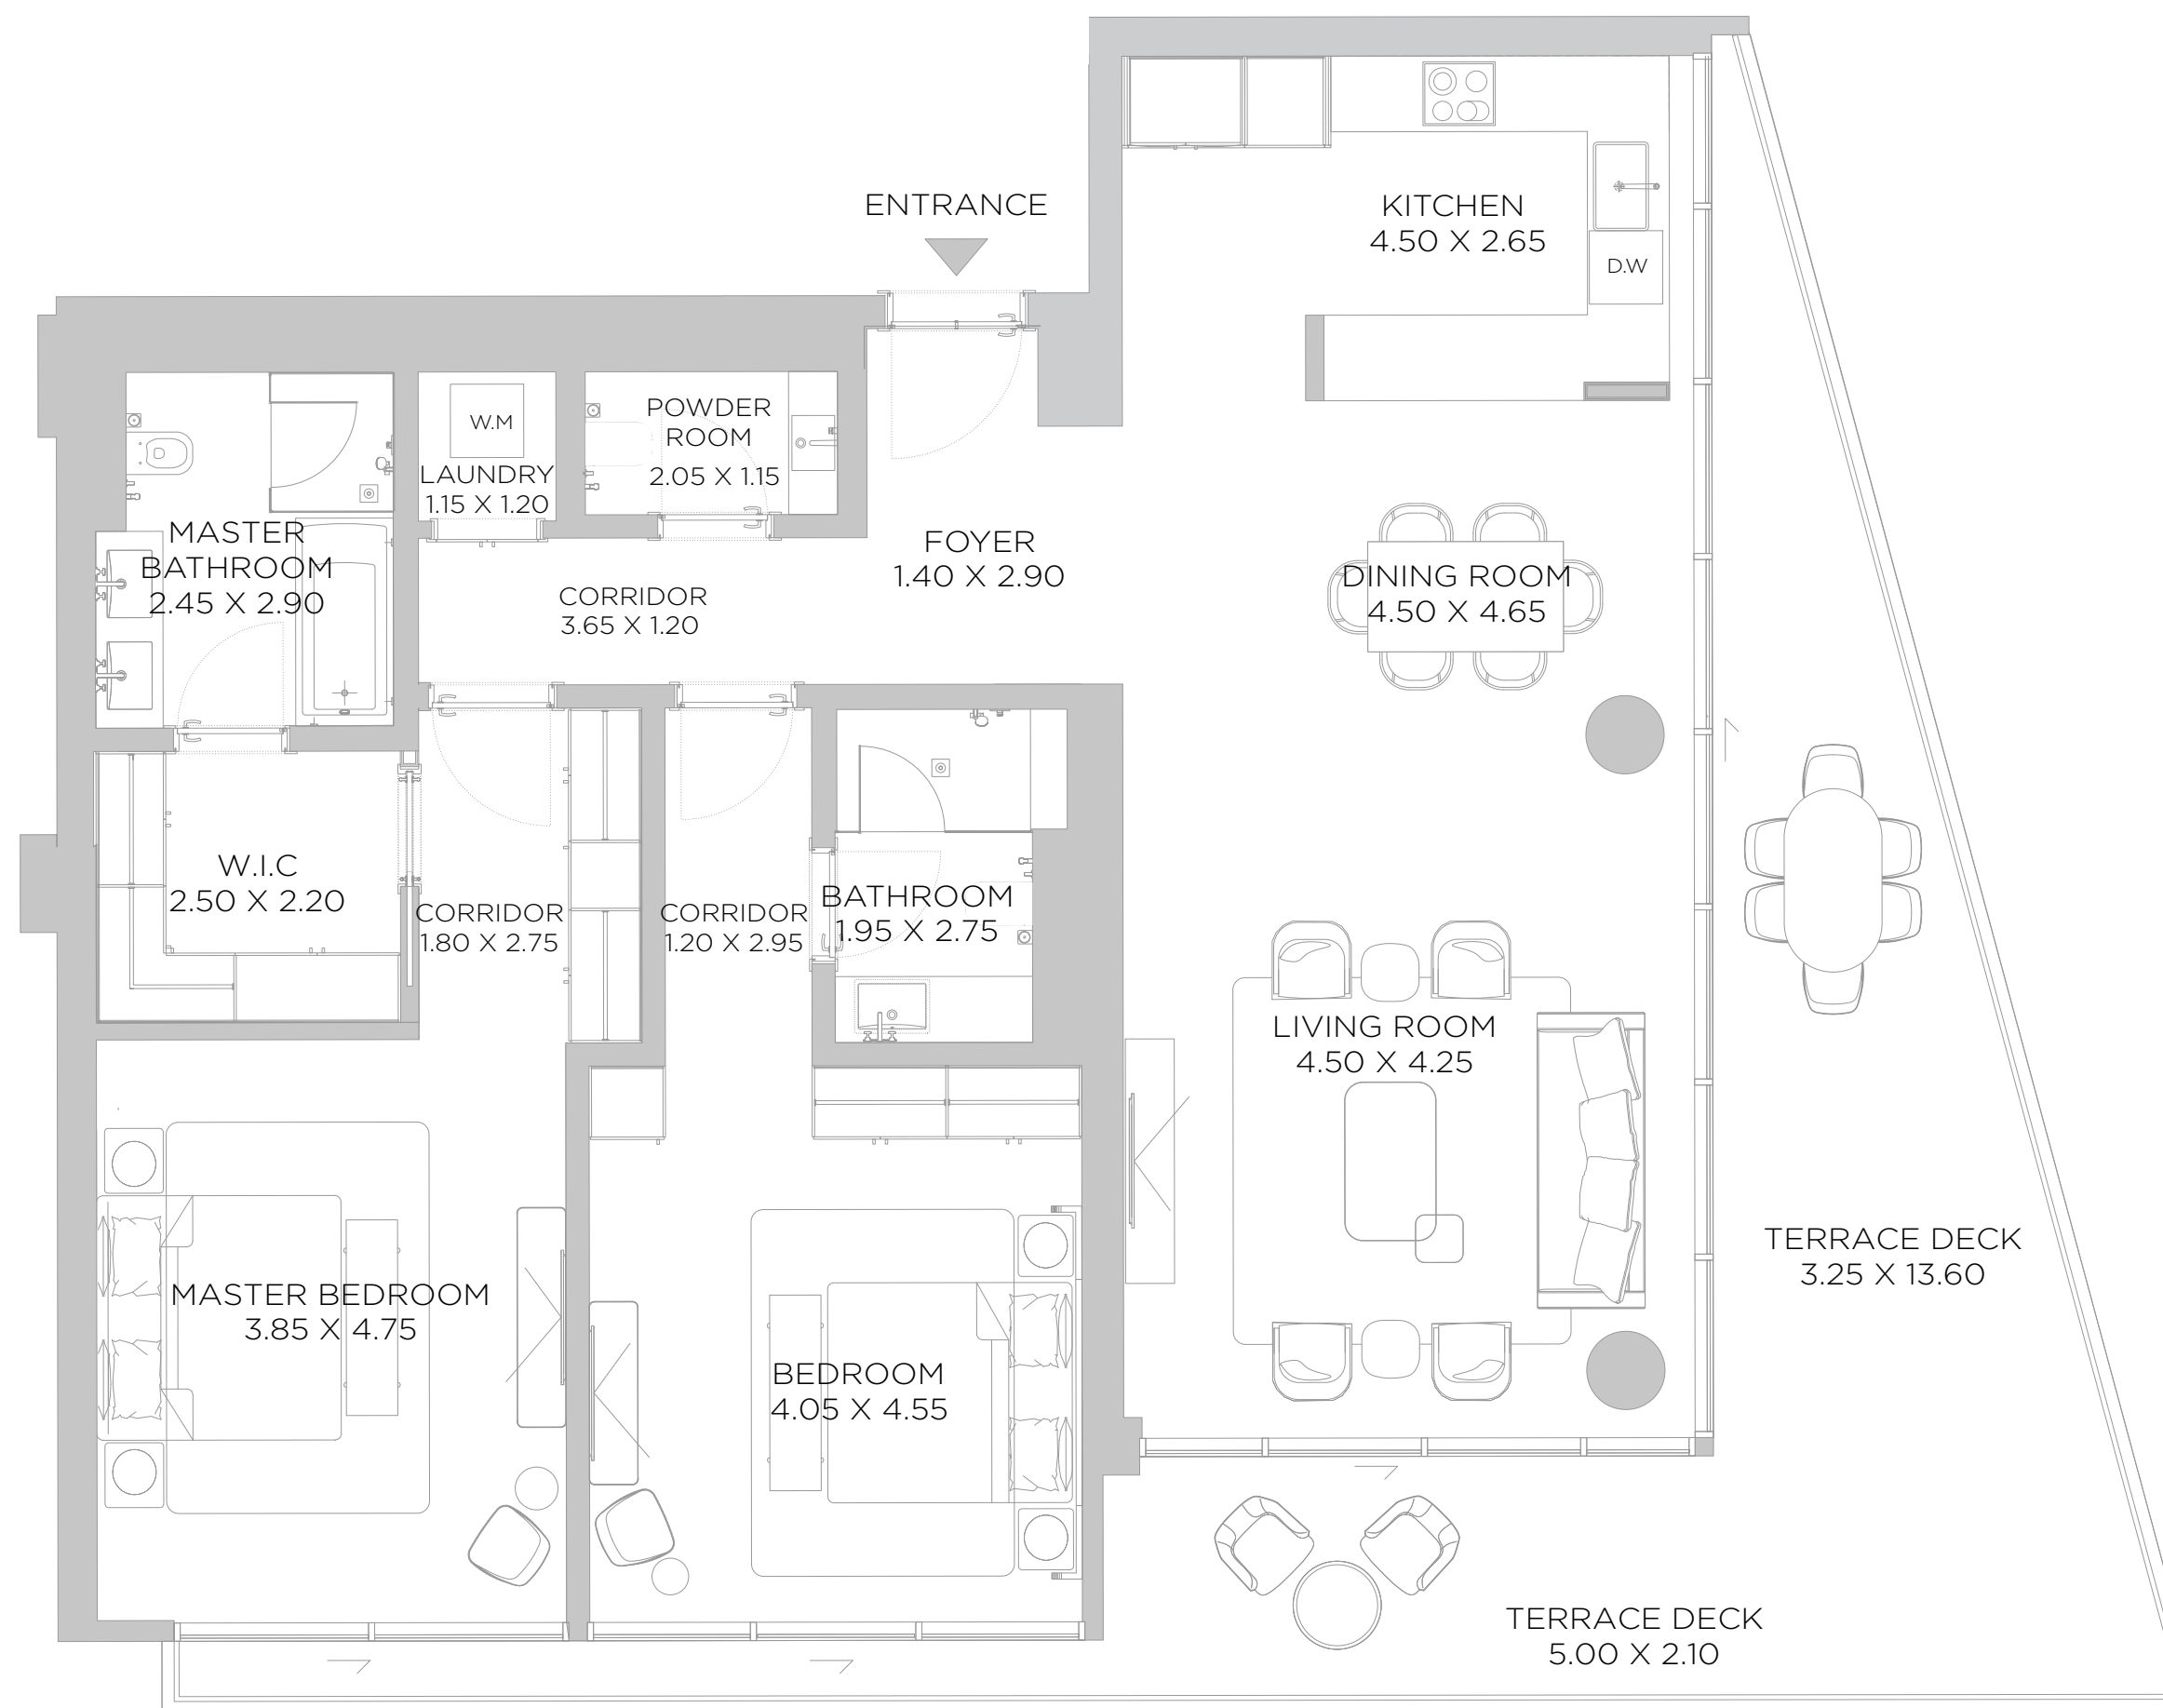 ENTRANCE
KITCHEN
4.50 X 2.65
D.W
W.M
LAUNDRY
1.15 X 1.20
POWDER
ROOM
2.05 X 1.15
MASTER
BATHROOM
2.45 X 2.90
FOYER
1.40 X 2.90
CORRIDOR
3.65 X 1.20
DINING ROOM
4.50 X 4.65
W.I.C
2.50 X 2.20
CORRIDOR
1.80 X 2.75
CORRIDOR
1.20 X 2.95
BATHROOM
1.95 X 2.75
LIVING ROOM
4.50 X 4.25
MASTER BEDROOM
3.85 X 4.75
BEDROOM
4.05 X 4.55
TERRACE DECK
3.25 X 13.60
TERRACE DECK
5.00 X 2.10